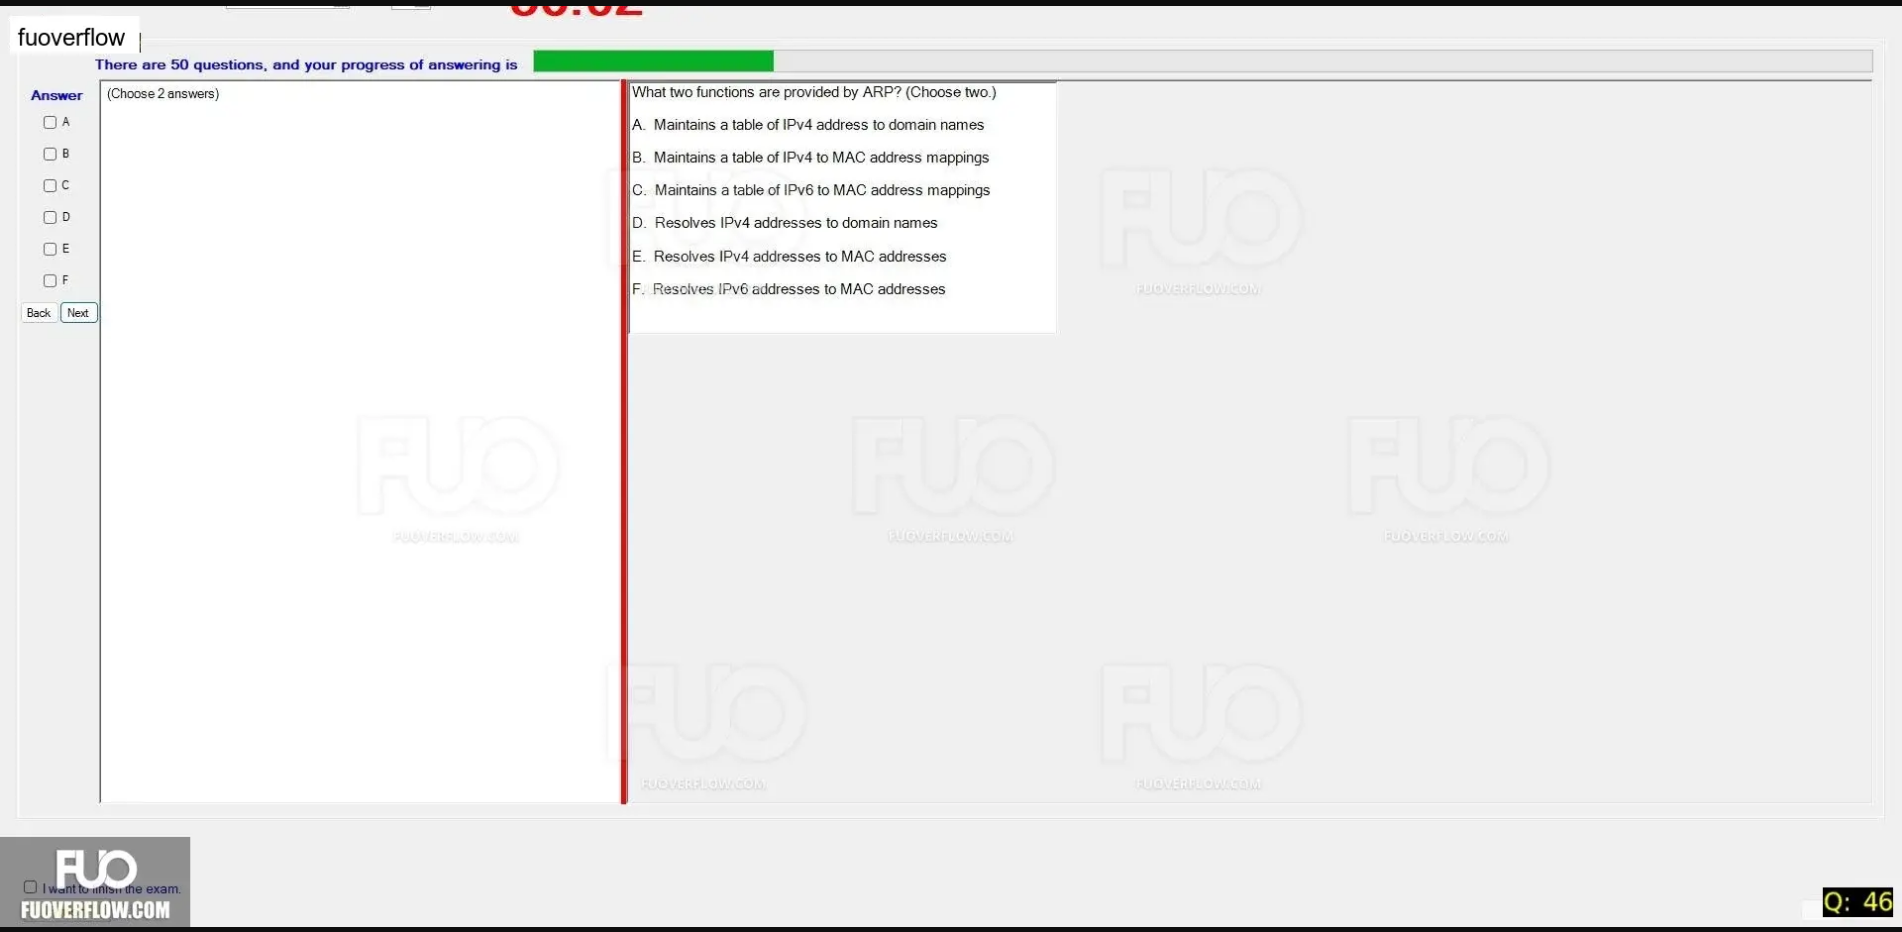 fuoverflow
There are 50 questions, and your progress of answering is
Answer
(Choose 2 answers)
A
B
C
D
E
F
Back Next
What two functions are provided by ARP? (Choose two.)
A. Maintains a table of IPv4 address to domain names
B. Maintains a table of IPv4 to MAC address mappings
C. Maintains a table of IPv6 to MAC address mappings
D. Resolves IPv4 addresses to domain names
E. Resolves IPv4 addresses to MAC addresses
F. Resolves IPv6 addresses to MAC addresses
FUO
FUOVERFLOW.COM
FUO
FUOVERFLOW.COM
FUO
FUOVERFLOW.COM
FUO
FUOVERFLOW.COM
FUO
FUOVERFLOW.COM
FUO
FUOVERFLOW.COM
FUO
I want to finish the exam.
FUOVERFLOW.COM
Q: 46